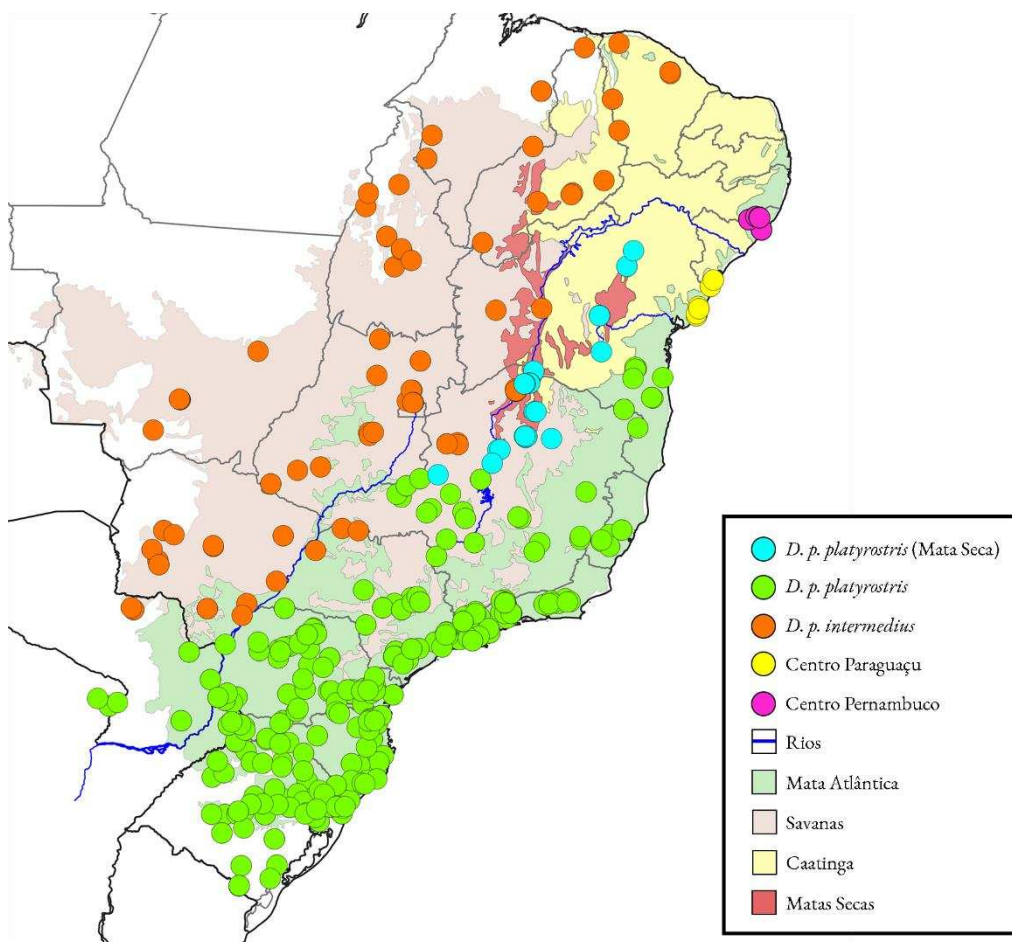 D. p. platyrostris (Mata Seca)
D. p. platyrostris
D. p. intermedius
Centro Paraguaçu
Centro Pernambuco
Rios
Mata Atlântica
Savanas
Caatinga
Matas Secas